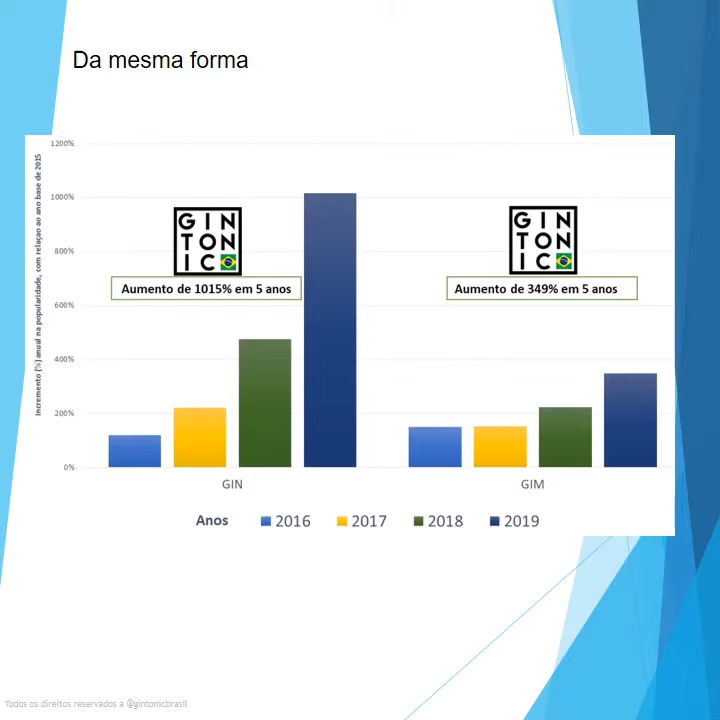 Da mesma forma
Incremento (%) anual na popularidade, com relaçao ao ano base de 2015
1200%
1000%
800%
600%
400%
200%
0%
GIN
TON
IC
Aumento de 1015% em 5 anos
GIN
TON
IC
Aumento de 349% em 5 anos
GIN
GIM
Anos 2016 2017 2018 2019
Todos os direitos reservados a @gintonicbrasil